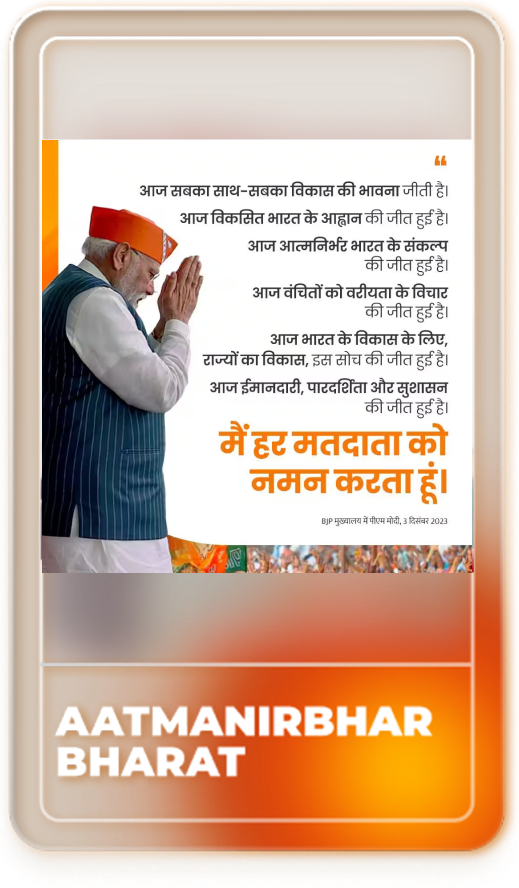 ❝
आज सबका साथ-सबका विकास की भावना जीती है।
आज विकसित भारत के आह्वान की जीत हुई है।
आज आत्मनिर्भर भारत के संकल्प
की जीत हुई है।
आज वंचितों को वरीयता के विचार
की जीत हुई है।
आज भारत के विकास के लिए,
राज्यों का विकास, इस सोच की जीत हुई है।
आज ईमानदारी, पारदर्शिता और सुशासन
की जीत हुई है।
मैं हर मतदाता को
नमन करता हूं।
BJP मुख्यालय में पीएम मोदी, 3 दिसंबर 2023
AATMANIRBHAR
BHARAT